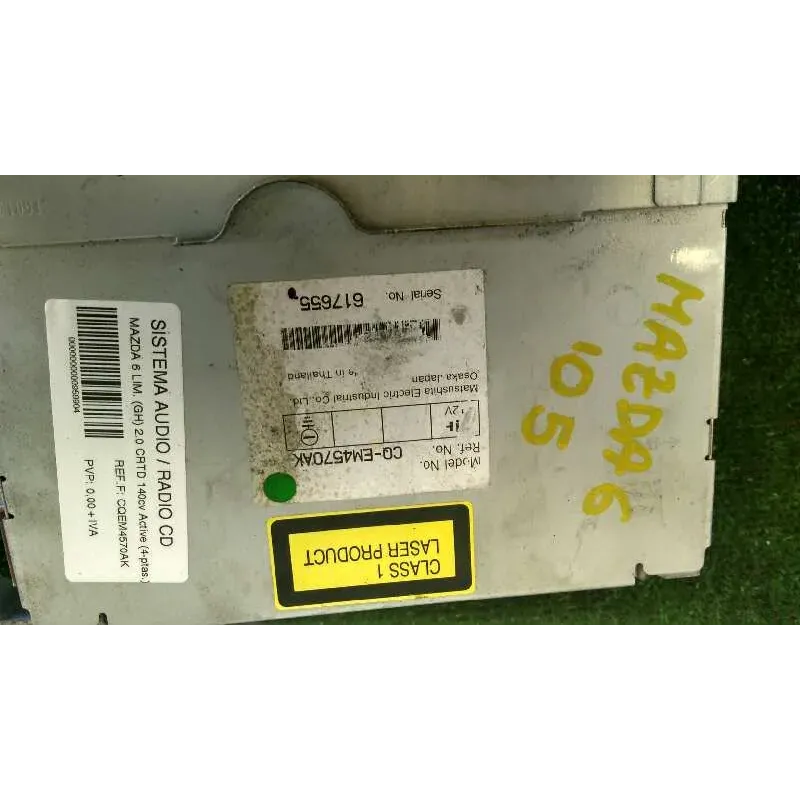 SISTEMA AUDIO / RADIO CD
MAZDA 6 LIM. (GH) 2.0 CRTD 140cv Active (4-ptas.)
REF.F: CQEM4570AK
PVP: 0,00 + IVA
Model No.
Ref. No.
CQ-EM4570AK
12V
Matsushita Electric Industrial Co., Ltd.
Osaka Japan
in Thailand
Serial No.
617655
CLASS 1
LASER PRODUCT
MAZDA 6
105